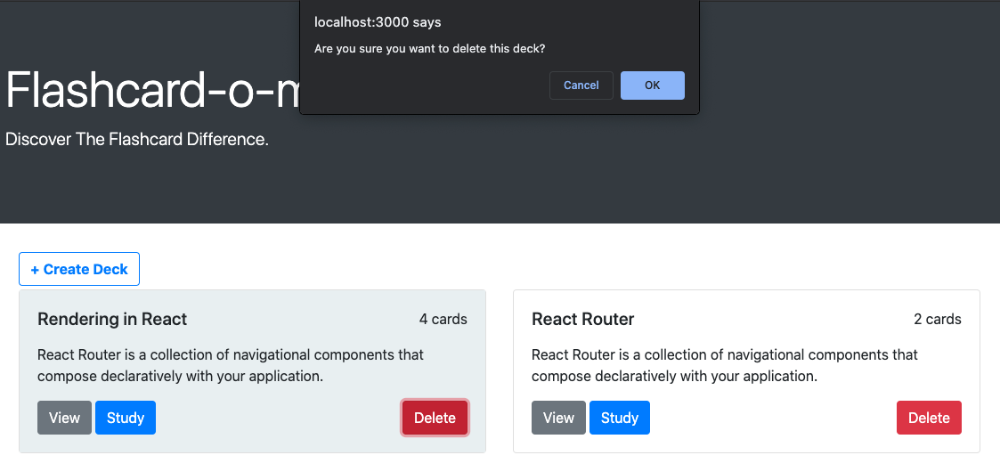 localhost:3000 says
Are you sure you want to delete this deck?
Cancel
OK
Flashcard-o-m
Discover The Flashcard Difference.
+ Create Deck
Rendering in React
4 cards
React Router is a collection of navigational components that
compose declaratively with your application.
View
Study
Delete
React Router
2 cards
React Router is a collection of navigational components that
compose declaratively with your application.
View
Study
Delete